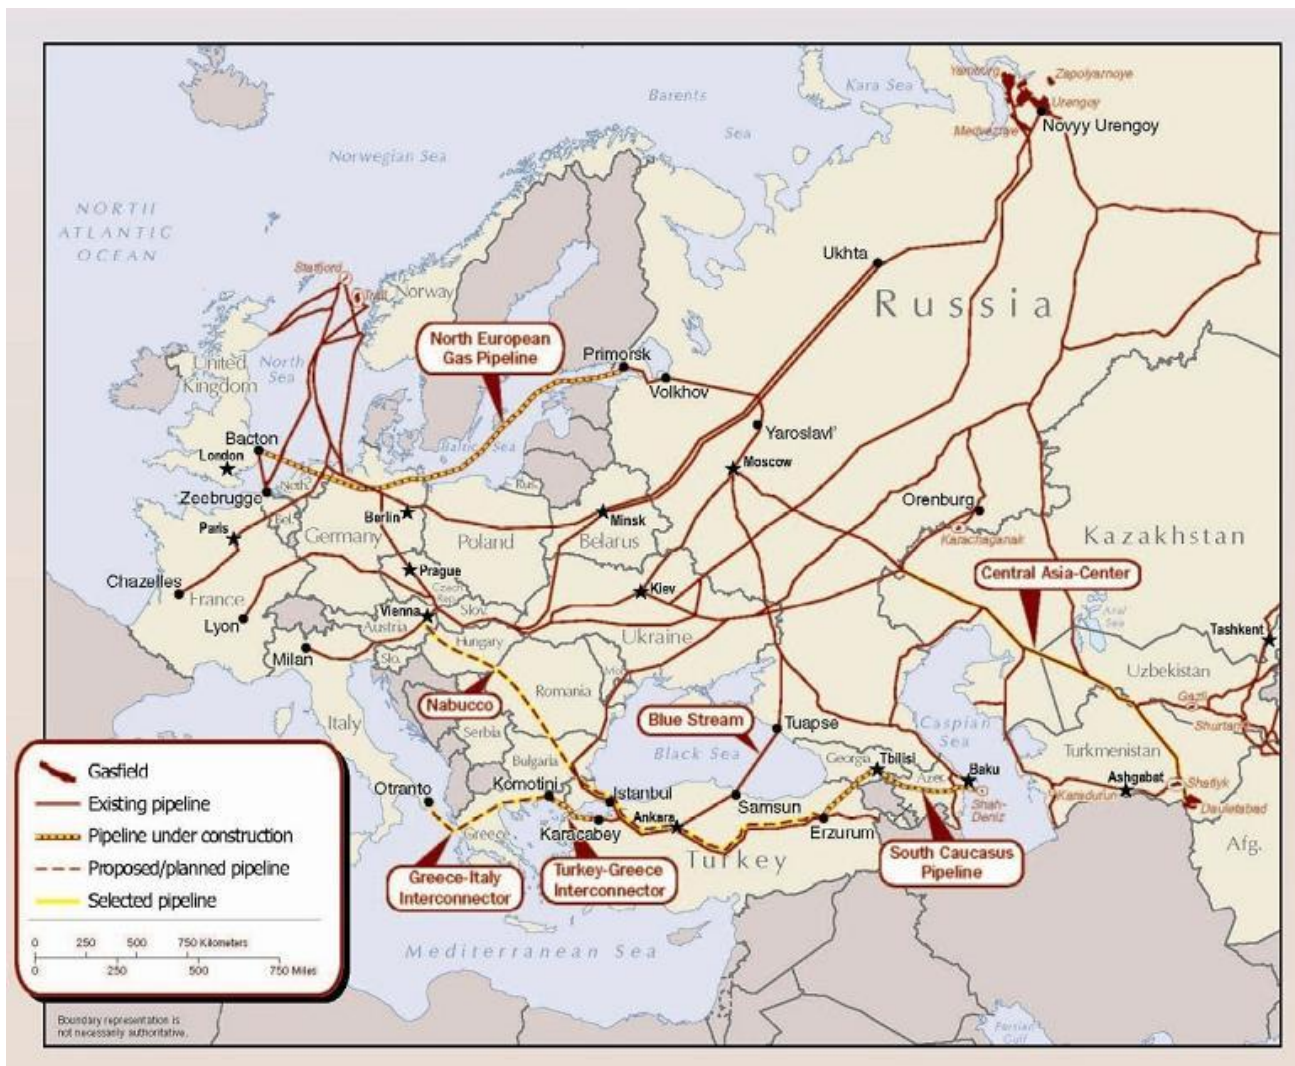 Barents
Sea
Kara Sea
Yamburg
Zapolyarnoye
Urengoy
Medvezhye
Novyy Urengoy
Norwegian Sea
NORTH
ATLANTIC
OCEAN
Ukhta
Russia
Statfjord
Troll
Norway
North European
Gas Pipeline
United
Kingdom
North
Sea
Primorsk
Volkhov
Yaroslavl'
Moscow
Bacton
London
Baltic Sea
Zeebrugge
Neth.
Bel.
Rus.
Orenburg
Karachaganak
Kazakhstan
Paris
Berlin
Germany
Poland
Minsk
Belarus
Chazelles
France
Prague
Czech
Rep.
Kiev
Central Asia-Center
Lyon
Vienna
Austria
Slov.
Hungary
Ukraine
Aral
Sea
Tashkent
Milan
Slo.
Mol.
Uzbekistan
Nabucco
Romania
Blue Stream
Tuapse
Gazli
Shurtan
Italy
Serbia
Bulgaria
Black Sea
Caspian
Sea
Turkmenistan
Georgia
Tbilisi
Azer.
Baku
Ashgabat
Shatlyk
Otranto
Komotini
Istanbul
Samsun
Shah-
Deniz
Karadurun
Dauletabad
Greece
Karacabey
Ankara
Erzurum
Turkey
Afg.
Greece-Italy
Interconnector
Turkey-Greece
Interconnector
South Caucasus
Pipeline
Mediterranean Sea
Persian
Gulf
Gasfield
Existing pipeline
Pipeline under construction
Proposed/planned pipeline
Selected pipeline
0 250 500 750 Kilometers
0 250 500 750 Miles
Boundary representation is
not necessarily authoritative.